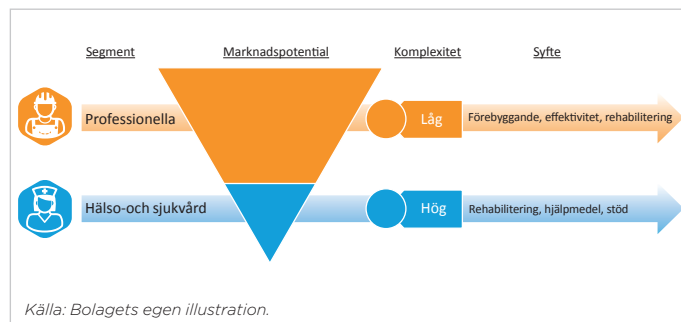 Segment Marknadspotential Komplexitet Syfte
Professionella Låg Förebyggande, effektivitet, rehabilitering
Hälso-och sjukvård Hög Rehabilitering, hjälpmedel, stöd
Källa: Bolagets egen illustration.